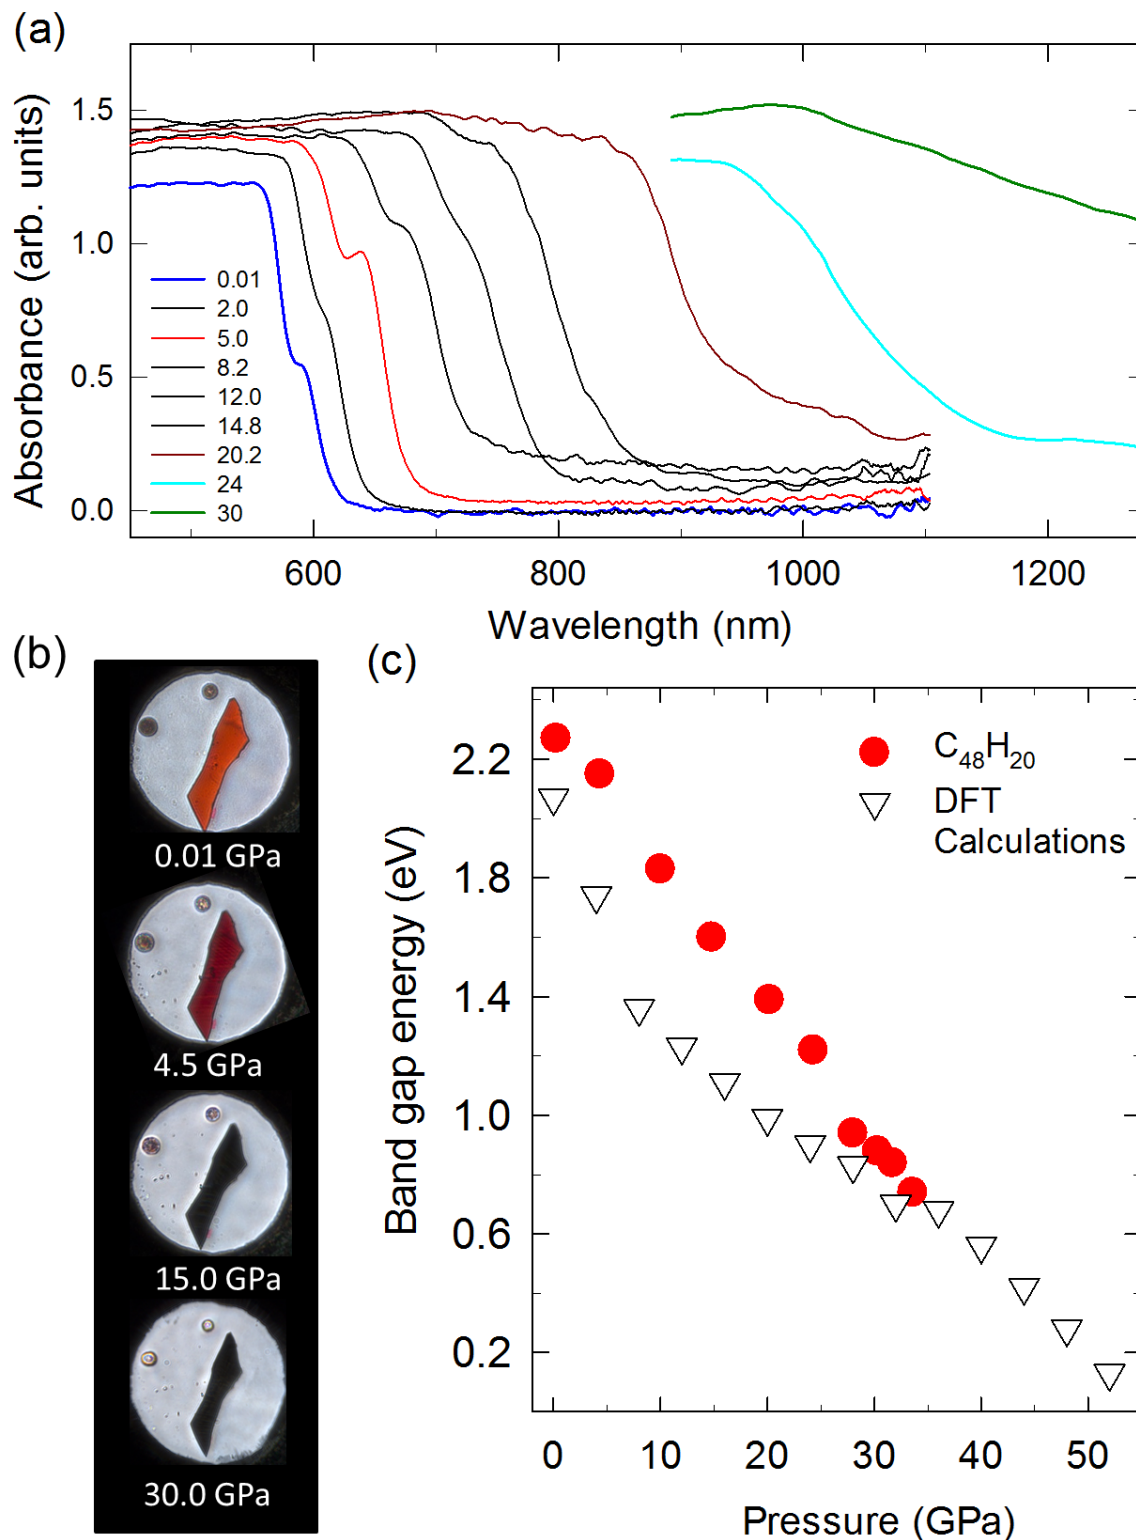 (a)
Absorbance (arb. units)
1.5
1.0
0.5
0.0
0.01
2.0
5.0
8.2
12.0
14.8
20.2
24
30
600
800
1000
1200
Wavelength (nm)
(b)
0.01 GPa
4.5 GPa
15.0 GPa
30.0 GPa
(c)
Band gap energy (eV)
2.2
1.8
1.4
1.0
0.6
0.2
C₄₈H₂₀
DFT
Calculations
0
10
20
30
40
50
Pressure (GPa)